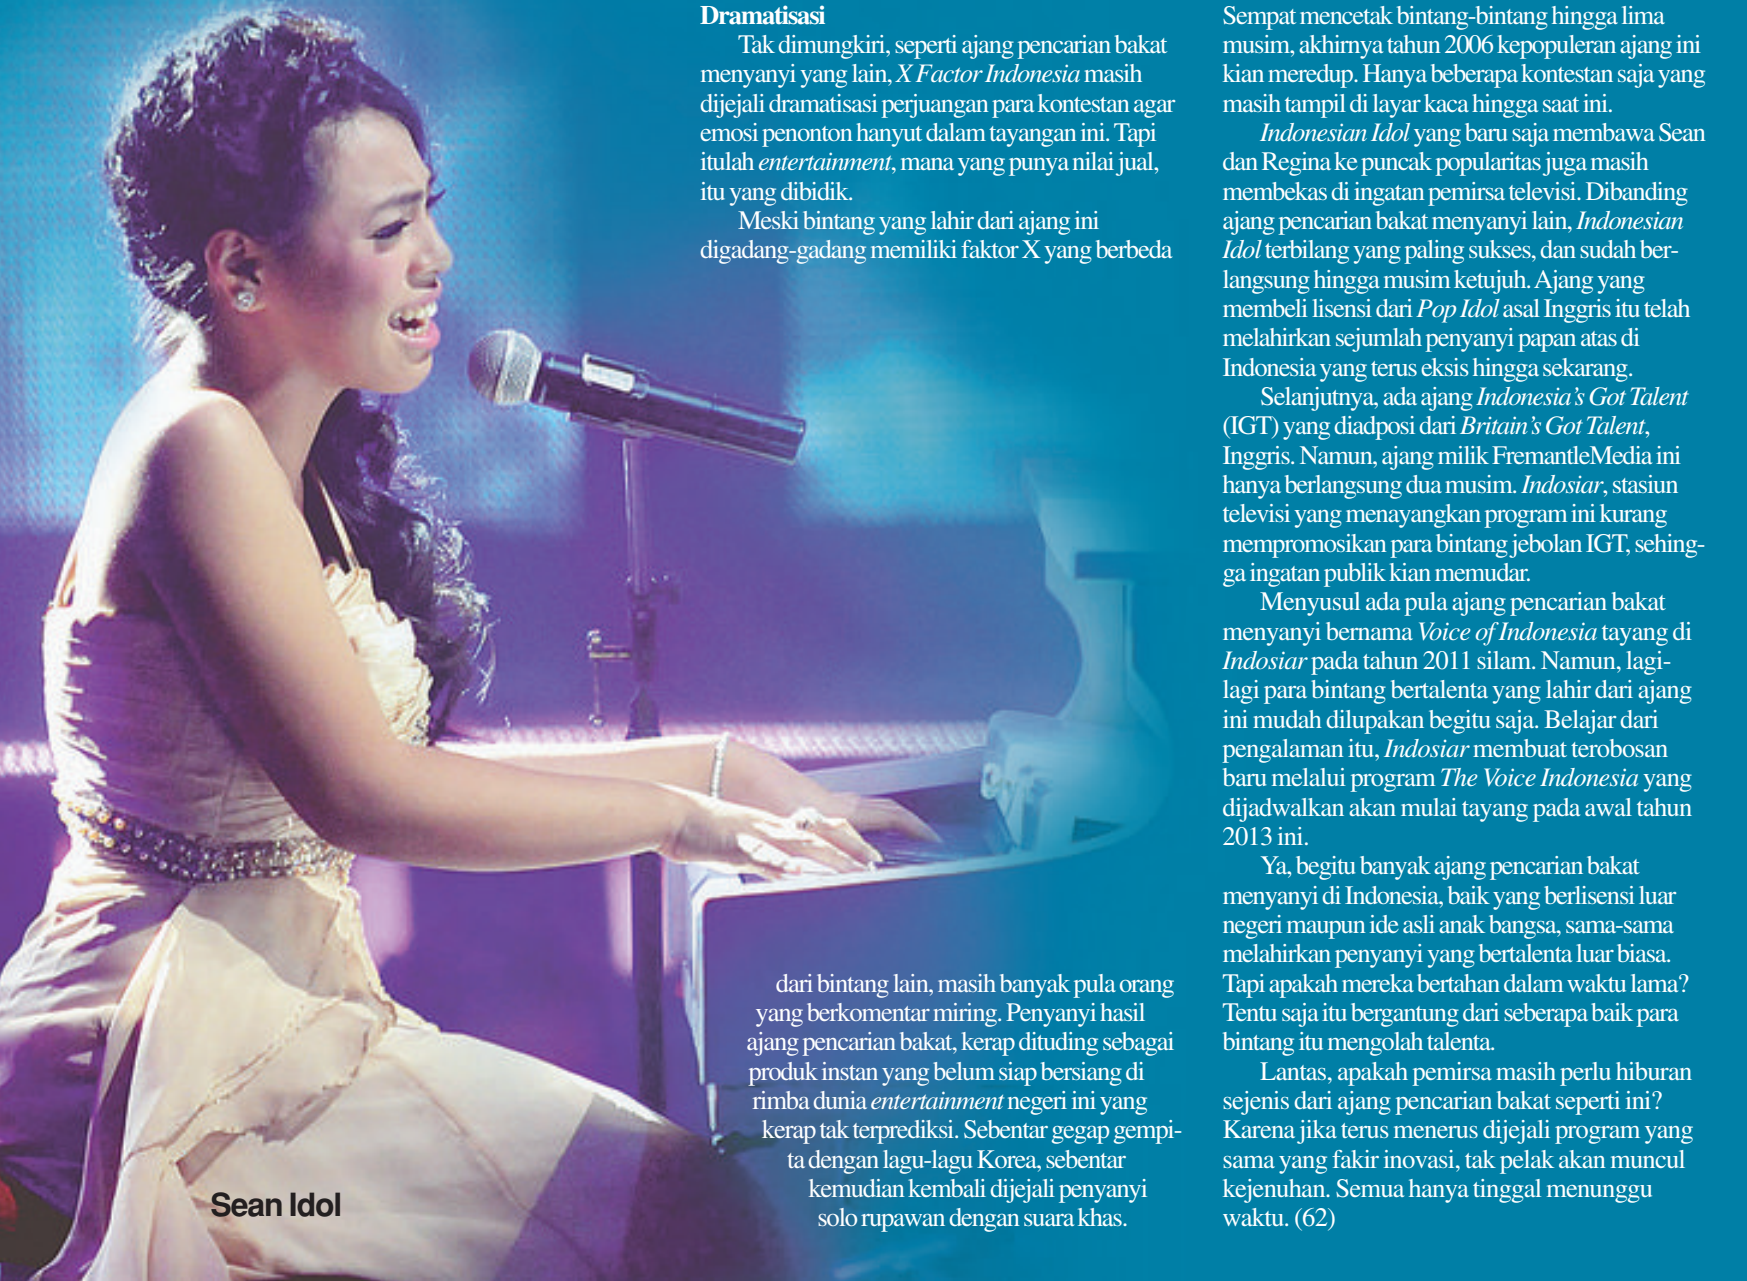 Dramatisasi
Tak dimungkiri, seperti ajang pencarian bakat
menyanyi yang lain, X Factor Indonesia masih
dijejali dramatisasi perjuangan para kontestan agar
emosi penonton hanyut dalam tayangan ini. Tapi
itulah entertainment, mana yang punya nilai jual,
itu yang dibidik.
Meski bintang yang lahir dari ajang ini
digadang-gadang memiliki faktor X yang berbeda
dari bintang lain, masih banyak pula orang
yang berkomentar miring. Penyanyi hasil
ajang pencarian bakat, kerap dituding sebagai
produk instan yang belum siap bersiang di
rimba dunia entertainment negeri ini yang
kerap tak terprediksi. Sebentar gegap gempi-
ta dengan lagu-lagu Korea, sebentar
kemudian kembali dijejali penyanyi
solo rupawan dengan suara khas.
Sempat mencetak bintang-bintang hingga lima
musim, akhirnya tahun 2006 kepopuleran ajang ini
kian meredup. Hanya beberapa kontestan saja yang
masih tampil di layar kaca hingga saat ini.
Indonesian Idol yang baru saja membawa Sean
dan Regina ke puncak popularitas juga masih
membekas di ingatan pemirsa televisi. Dibanding
ajang pencarian bakat menyanyi lain, Indonesian
Idol terbilang yang paling sukses, dan sudah ber-
langsung hingga musim ketujuh. Ajang yang
membeli lisensi dari Pop Idol asal Inggris itu telah
melahirkan sejumlah penyanyi papan atas di
Indonesia yang terus eksis hingga sekarang.
Selanjutnya, ada ajang Indonesia's Got Talent
(IGT) yang diadposi dari Britain's Got Talent,
Inggris. Namun, ajang milik FremantleMedia ini
hanya berlangsung dua musim. Indosiar, stasiun
televisi yang menayangkan program ini kurang
mempromosikan para bintang jebolan IGT, sehing-
ga ingatan publik kian memudar.
Menyusul ada pula ajang pencarian bakat
menyanyi bernama Voice of Indonesia tayang di
Indosiar pada tahun 2011 silam. Namun, lagi-
lagi para bintang bertalenta yang lahir dari ajang
ini mudah dilupakan begitu saja. Belajar dari
pengalaman itu, Indosiar membuat terobosan
baru melalui program The Voice Indonesia yang
dijadwalkan akan mulai tayang pada awal tahun
2013 ini.
Ya, begitu banyak ajang pencarian bakat
menyanyi di Indonesia, baik yang berlisensi luar
negeri maupun ide asli anak bangsa, sama-sama
melahirkan penyanyi yang bertalenta luar biasa.
Tapi apakah mereka bertahan dalam waktu lama?
Tentu saja itu bergantung dari seberapa baik para
bintang itu mengolah talenta.
Lantas, apakah pemirsa masih perlu hiburan
sejenis dari ajang pencarian bakat seperti ini?
Karena jika terus menerus dijejali program yang
sama yang fakir inovasi, tak pelak akan muncul
kejenuhan. Semua hanya tinggal menunggu
waktu. (62)
Sean Idol